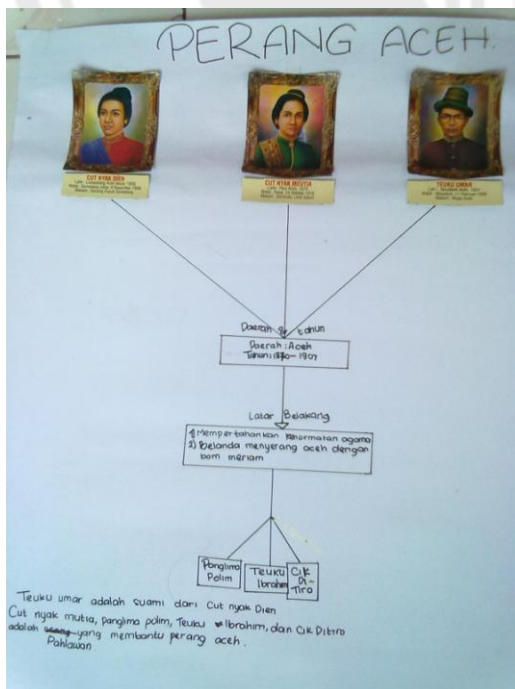 PERANG ACEH.
CUT NYAK DIEN
CUT NYAK MEUTIA
TEUKU UMAR
Daerah & tahun
Daerah : Aceh
Tahun : 1870 - 1907
Latar Belakang
1) Mempertahankan kehormatan agama
2) Belanda menyerang aceh dengan
bom meriam
Panglima
Polim
Teuku
Ibrahim
Cik
Di-
Tiro
Teuku umar adalah suami dari Cut nyak Dien
Cut nyak mutia, panglima polim, Teuku Ibrahim, dan Cik Ditiro
adalah yang membantu perang aceh.
Pahlawan